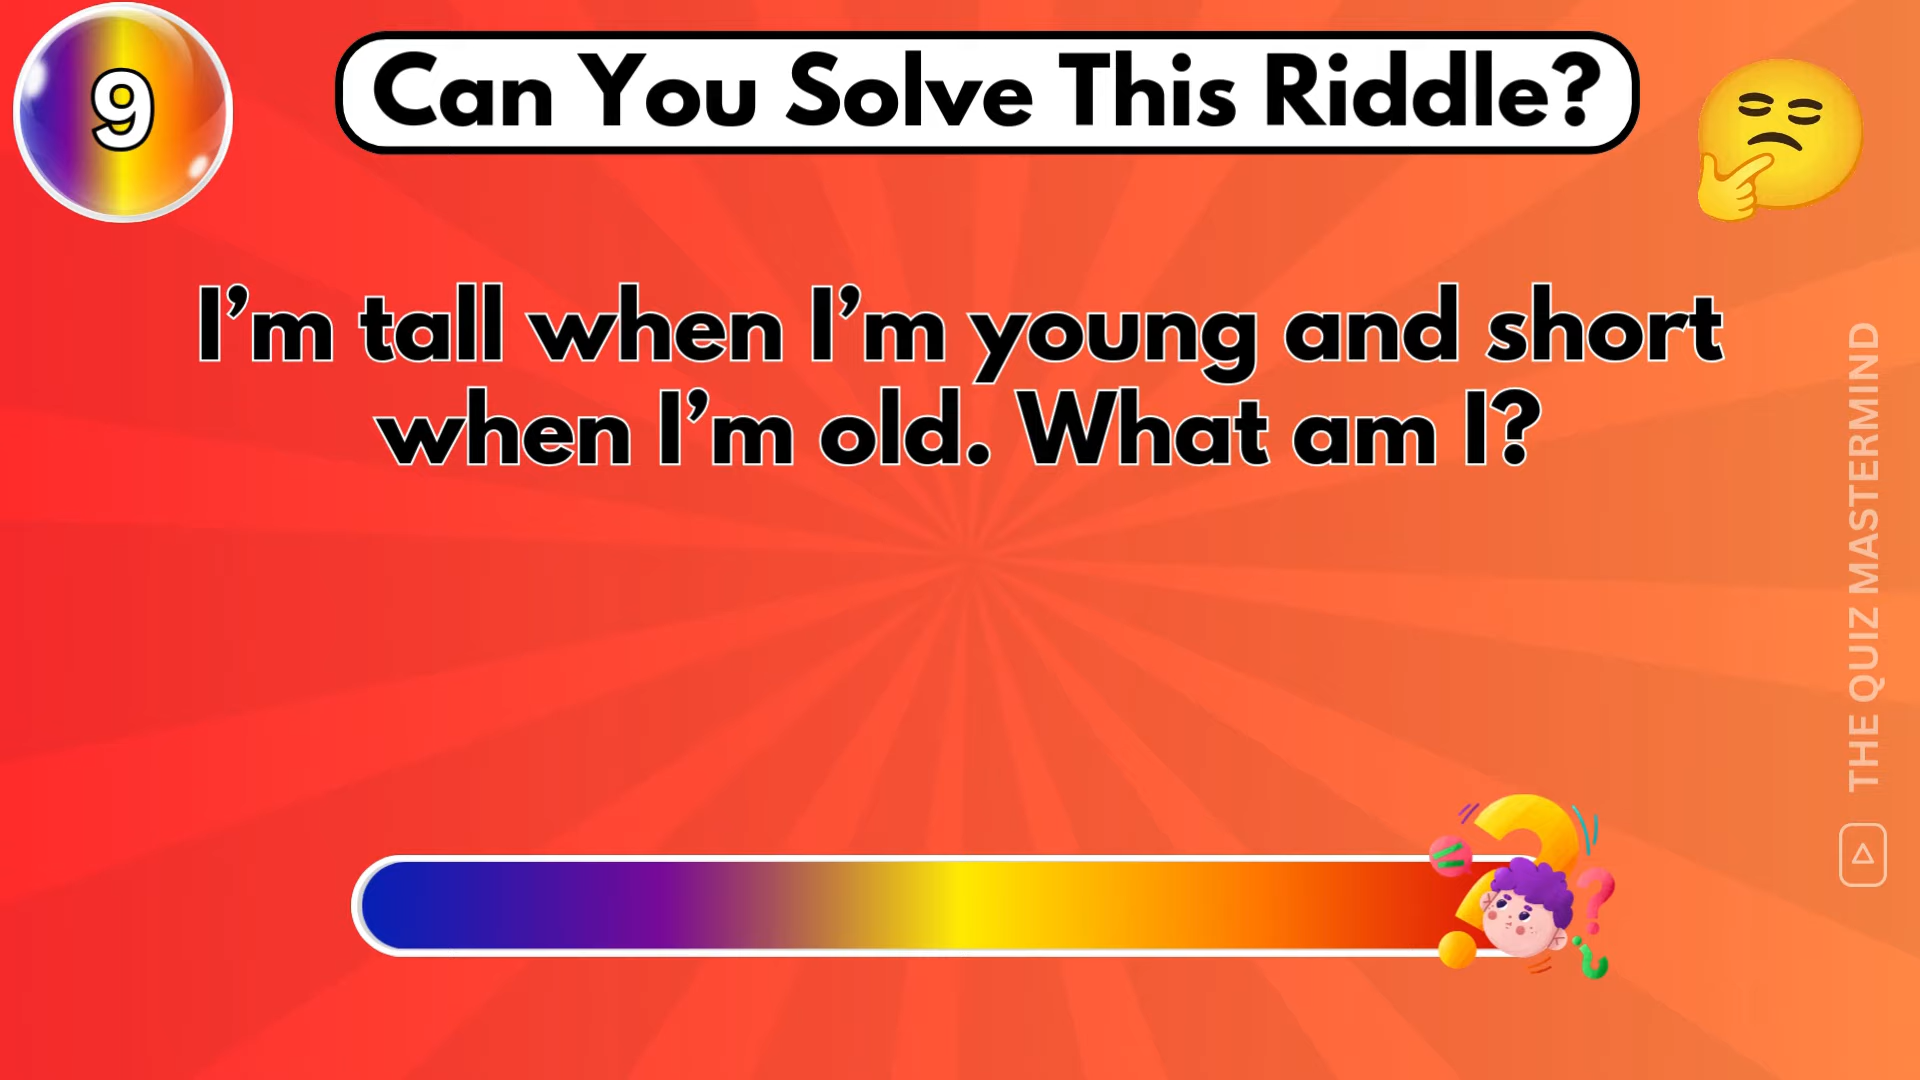 9
Can You Solve This Riddle?
I’m tall when I’m young and short
when I’m old. What am I?
THE QUIZ MASTERMIND